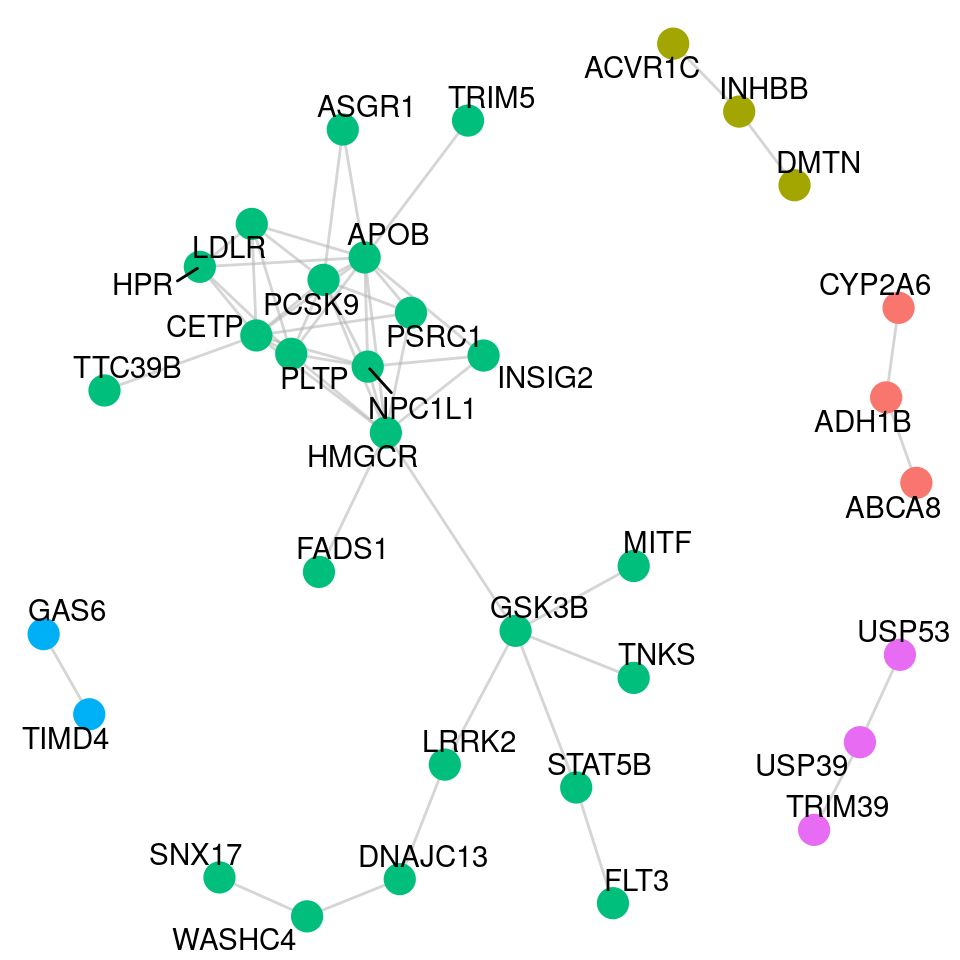 ACVR1C
INHBB
ASGR1
TRIM5
DMTN
APOB
LDLR
HPR
CYP2A6
PCSK9
CETP
PSRC1
TTC39B
PLTP
INSIG2
NPC1L1
ADH1B
HMGCR
ABCA8
MITF
FADS1
GSK3B
GAS6
USP53
TNKS
TIMD4
LRRK2
STAT5B
USP39
TRIM39
SNX17
DNAJC13
FLT3
WASHC4